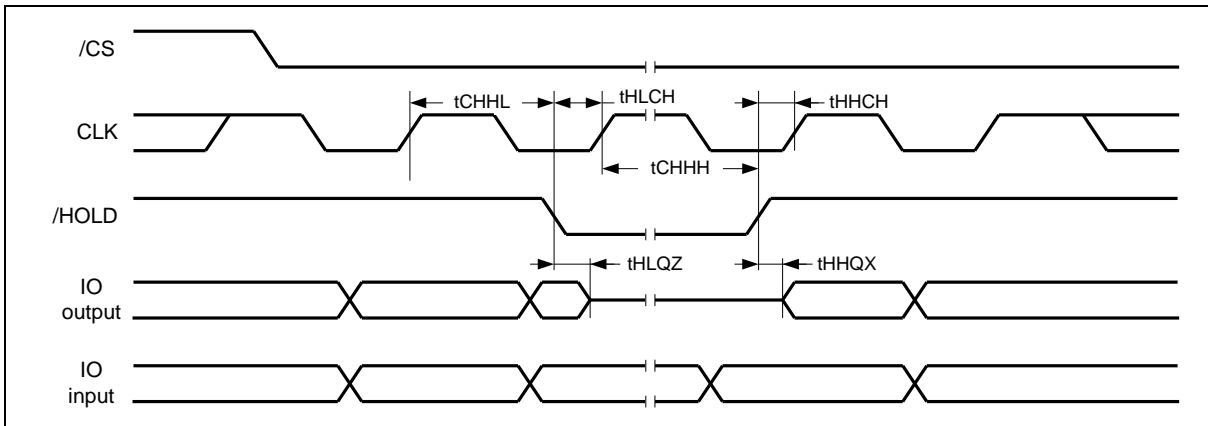 /CS
tCHHL
tHLCH
tHHCH
CLK
tCHHH
/HOLD
tHLQZ
tHHQX
IO
output
IO
input